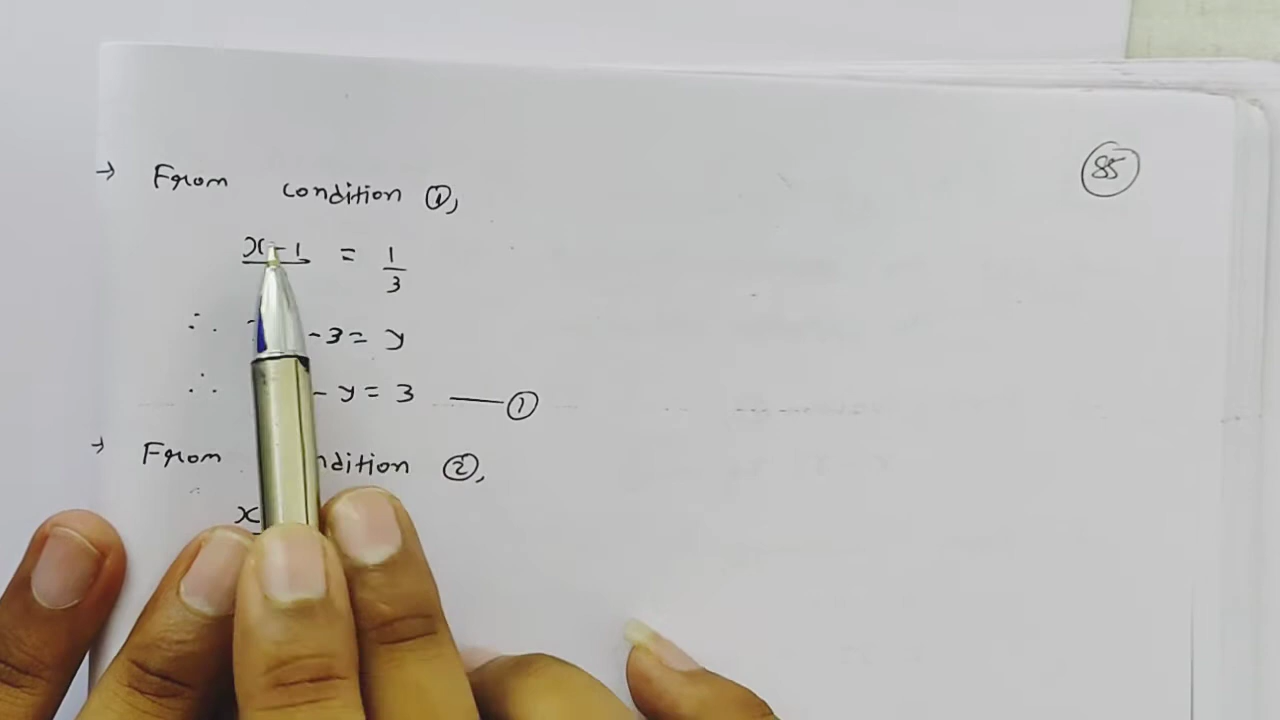 85
→ From condition ①,
x-1 = 1/3
∴ -3 = y
∴ - y = 3 —— ①
→ From ndition ②,
x